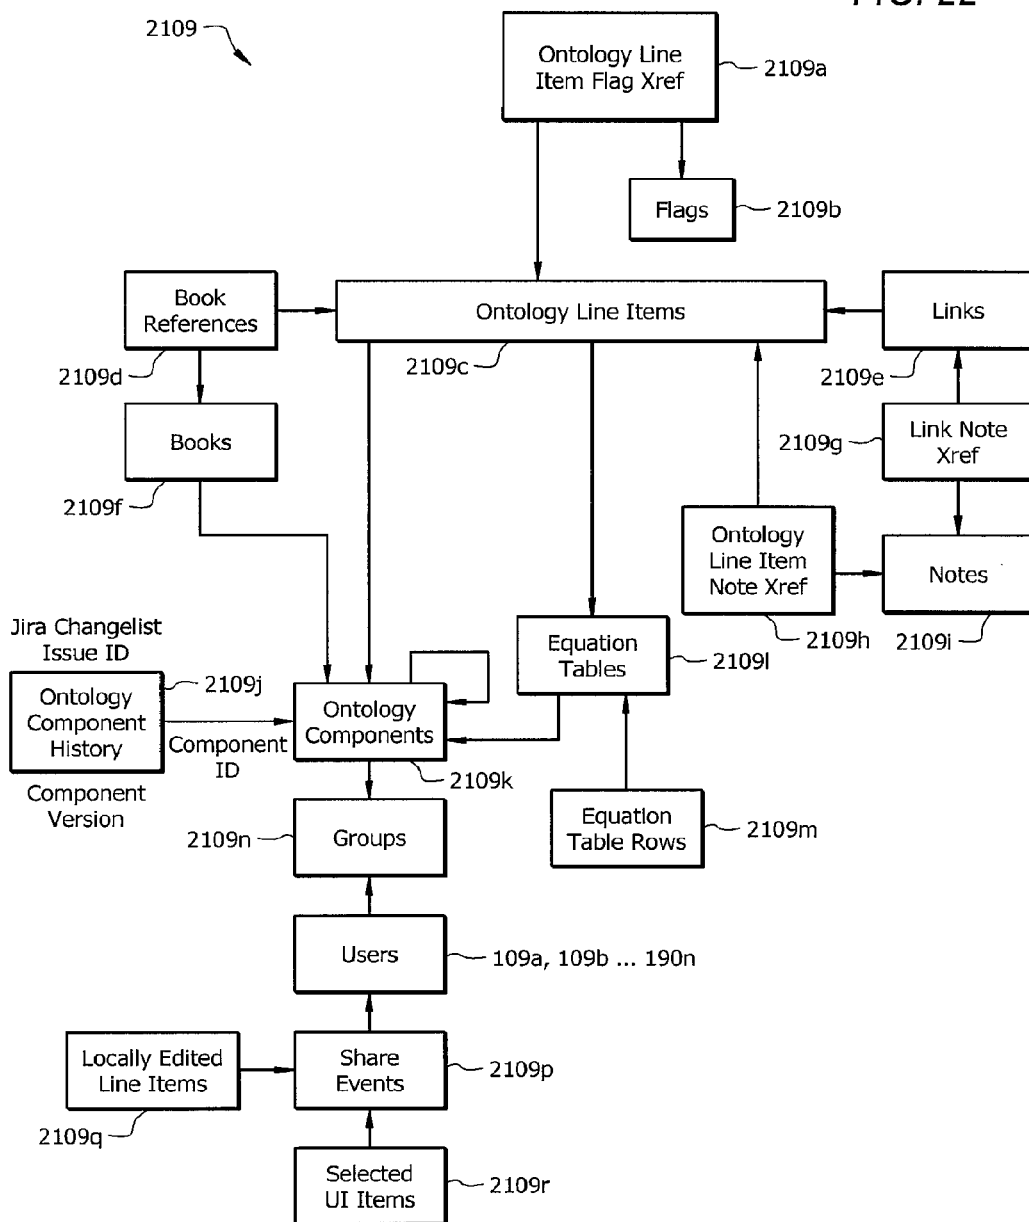 2109
Ontology Line
Item Flag Xref
2109a
Flags
2109b
Book
References
2109d
Ontology Line Items
2109c
Links
2109e
Books
2109f
2109g
Link Note
Xref
Ontology
Line Item
Note Xref
2109h
Notes
2109i
Jira Changelist
Issue ID
2109j
Ontology
Component
History
Component
ID
Component
Version
Ontology
Components
2109k
Equation
Tables
2109l
Equation
Table Rows
2109m
2109n
Groups
Users
109a, 109b ... 190n
Locally Edited
Line Items
2109q
Share
Events
2109p
Selected
UI Items
2109r